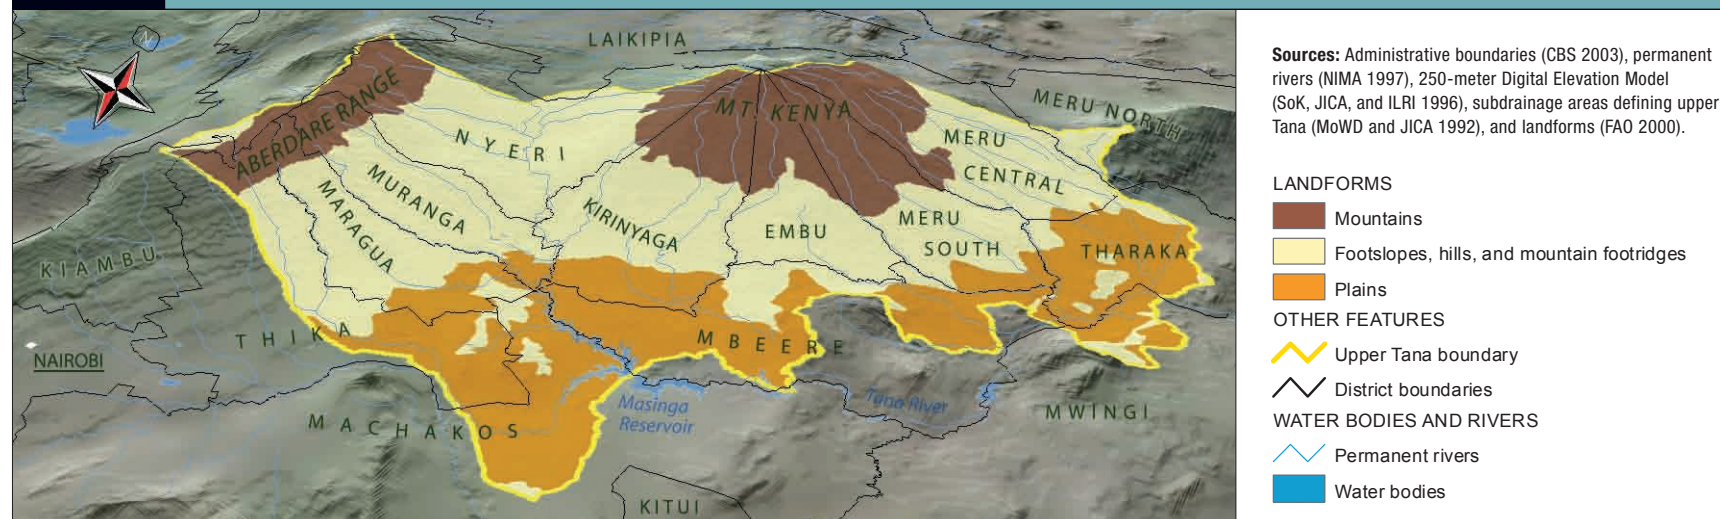 N
LAIKIPIA
MERU NORTH
ABERDARE RANGE
MT. KENYA
NYERI
MERU
CENTRAL
MURANGA
MARAGUA
KIRINYAGA
EMBU
MERU
SOUTH
THARAKA
KIAMBU
THIKA
MBEERE
NAIROBI
MACHAKOS
Masinga
Reservoir
Tana River
MWINGI
KITUI
Sources: Administrative boundaries (CBS 2003), permanent
rivers (NIMA 1997), 250-meter Digital Elevation Model
(SoK, JICA, and ILRI 1996), subdrainage areas defining upper
Tana (MoWD and JICA 1992), and landforms (FAO 2000).
LANDFORMS
Mountains
Footslopes, hills, and mountain footridges
Plains
OTHER FEATURES
Upper Tana boundary
District boundaries
WATER BODIES AND RIVERS
Permanent rivers
Water bodies